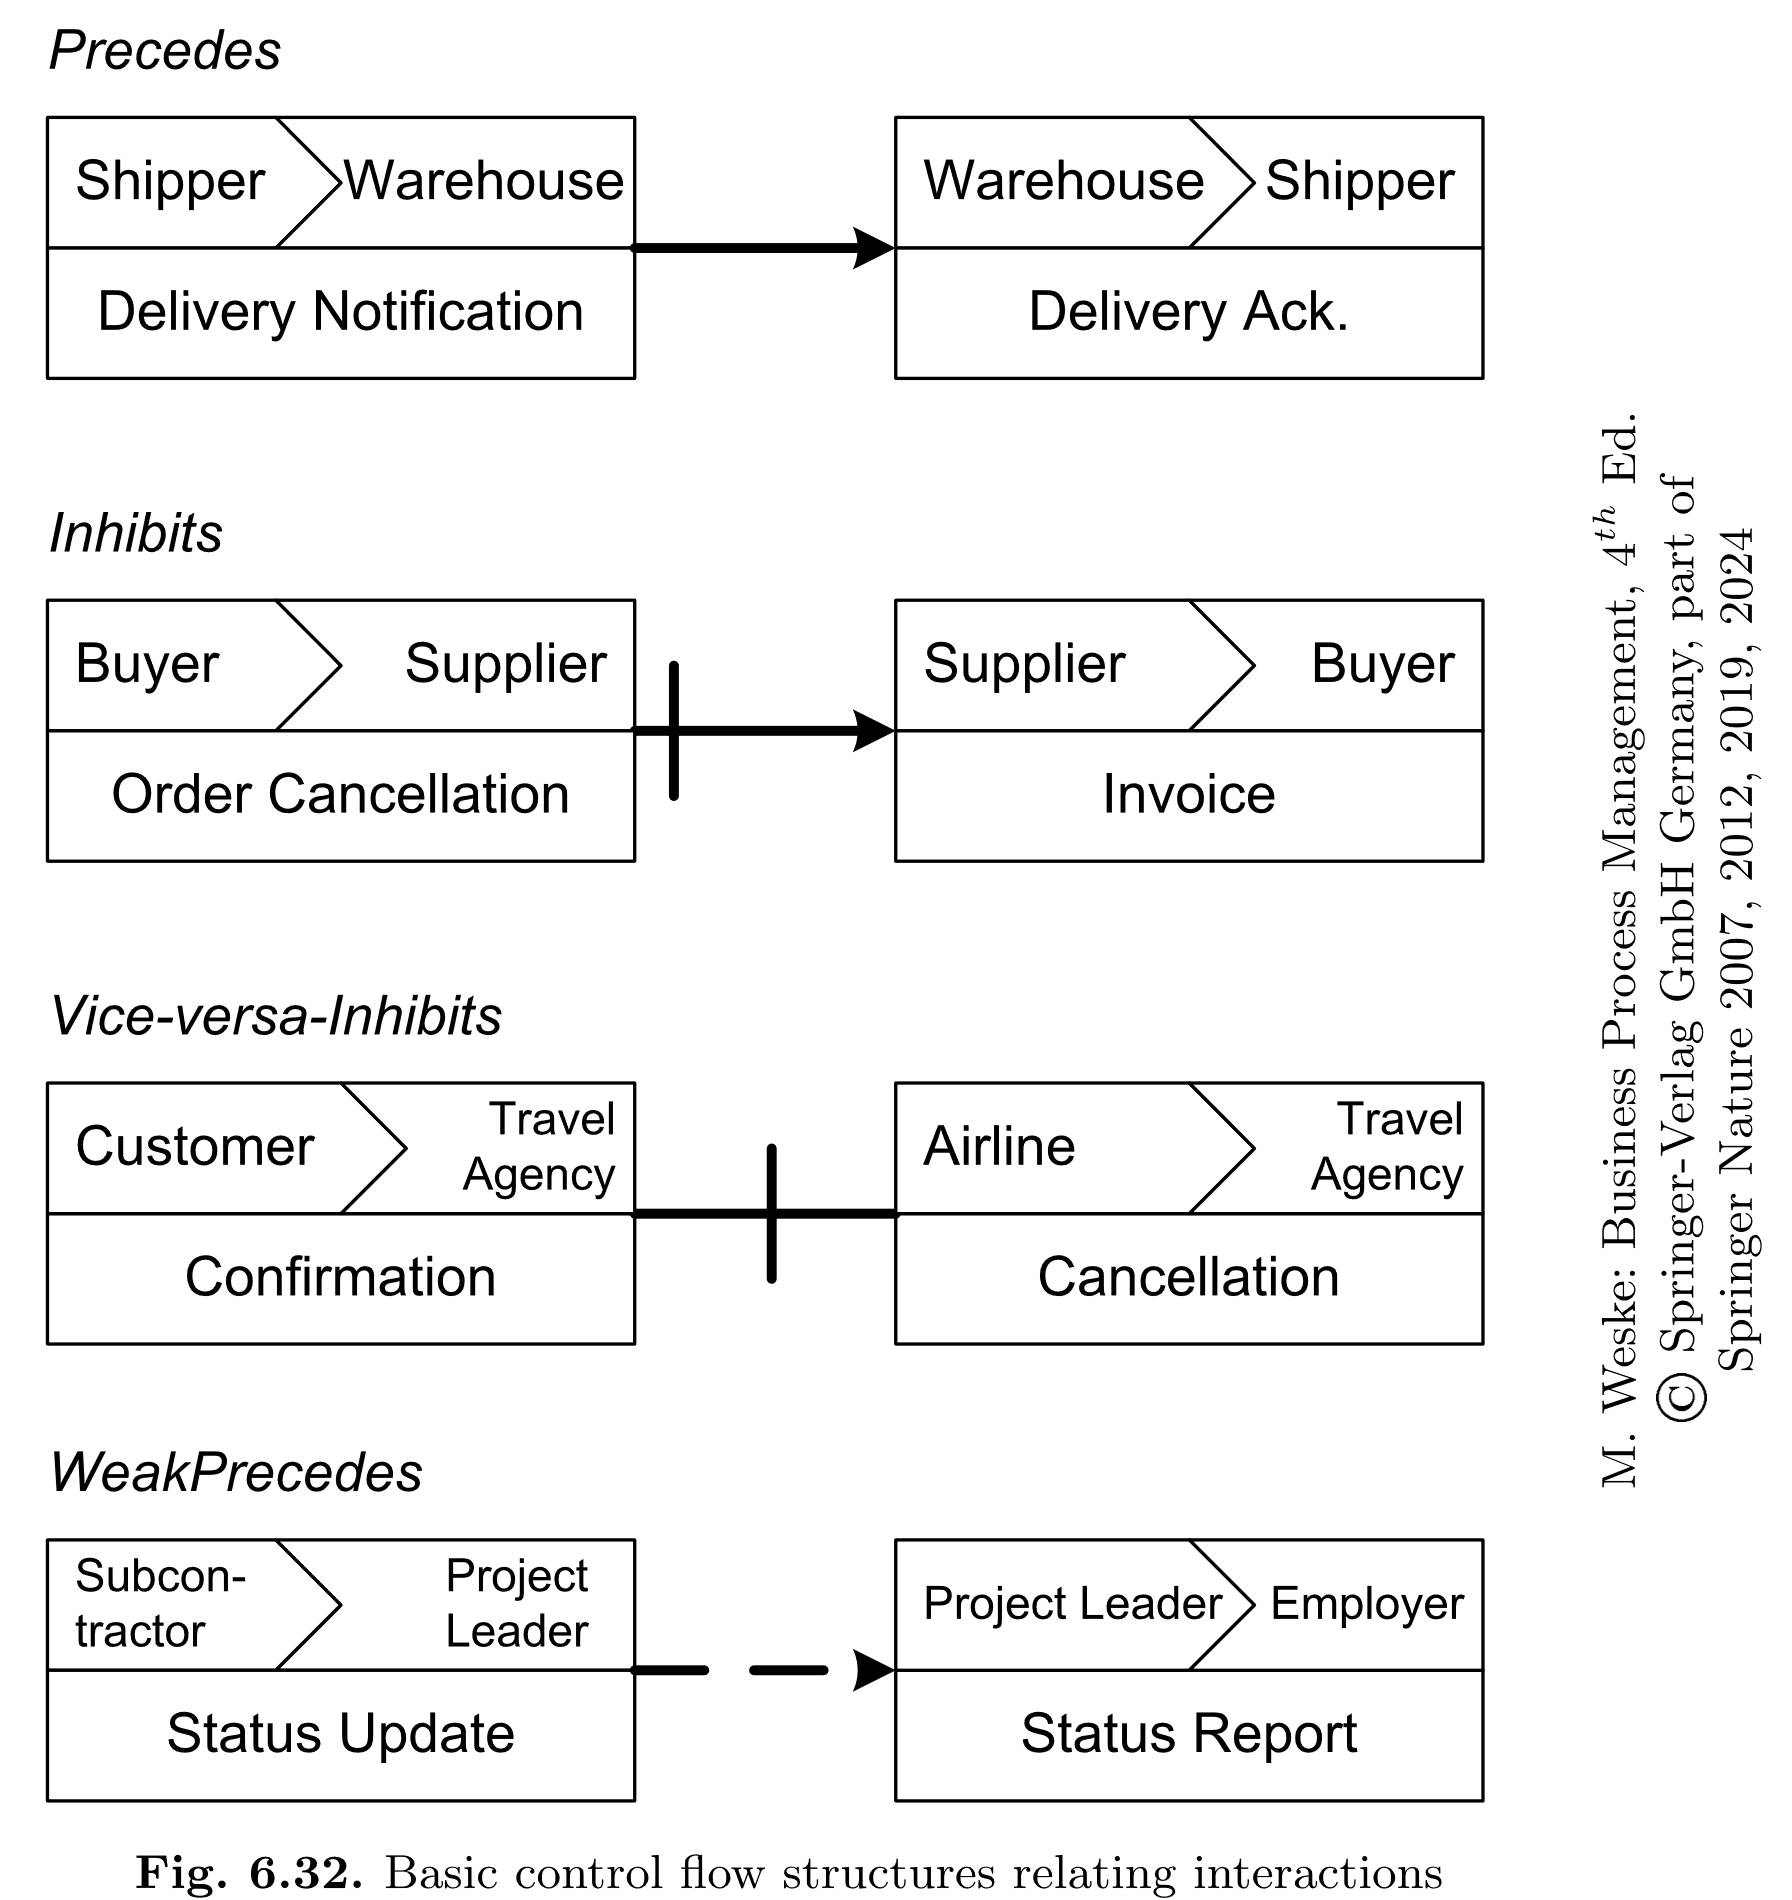 Precedes
Shipper Warehouse
Delivery Notification
Warehouse Shipper
Delivery Ack.
Inhibits
Buyer Supplier
Order Cancellation
Supplier Buyer
Invoice
Vice-versa-Inhibits
Customer
Travel
Agency
Confirmation
Airline
Travel
Agency
Cancellation
WeakPrecedes
Subcon-
tractor
Project
Leader
Status Update
Project Leader Employer
Status Report
Fig. 6.32. Basic control flow structures relating interactions
M. Weske: Business Process Management, 4th Ed.
© Springer-Verlag GmbH Germany, part of
Springer Nature 2007, 2012, 2019, 2024